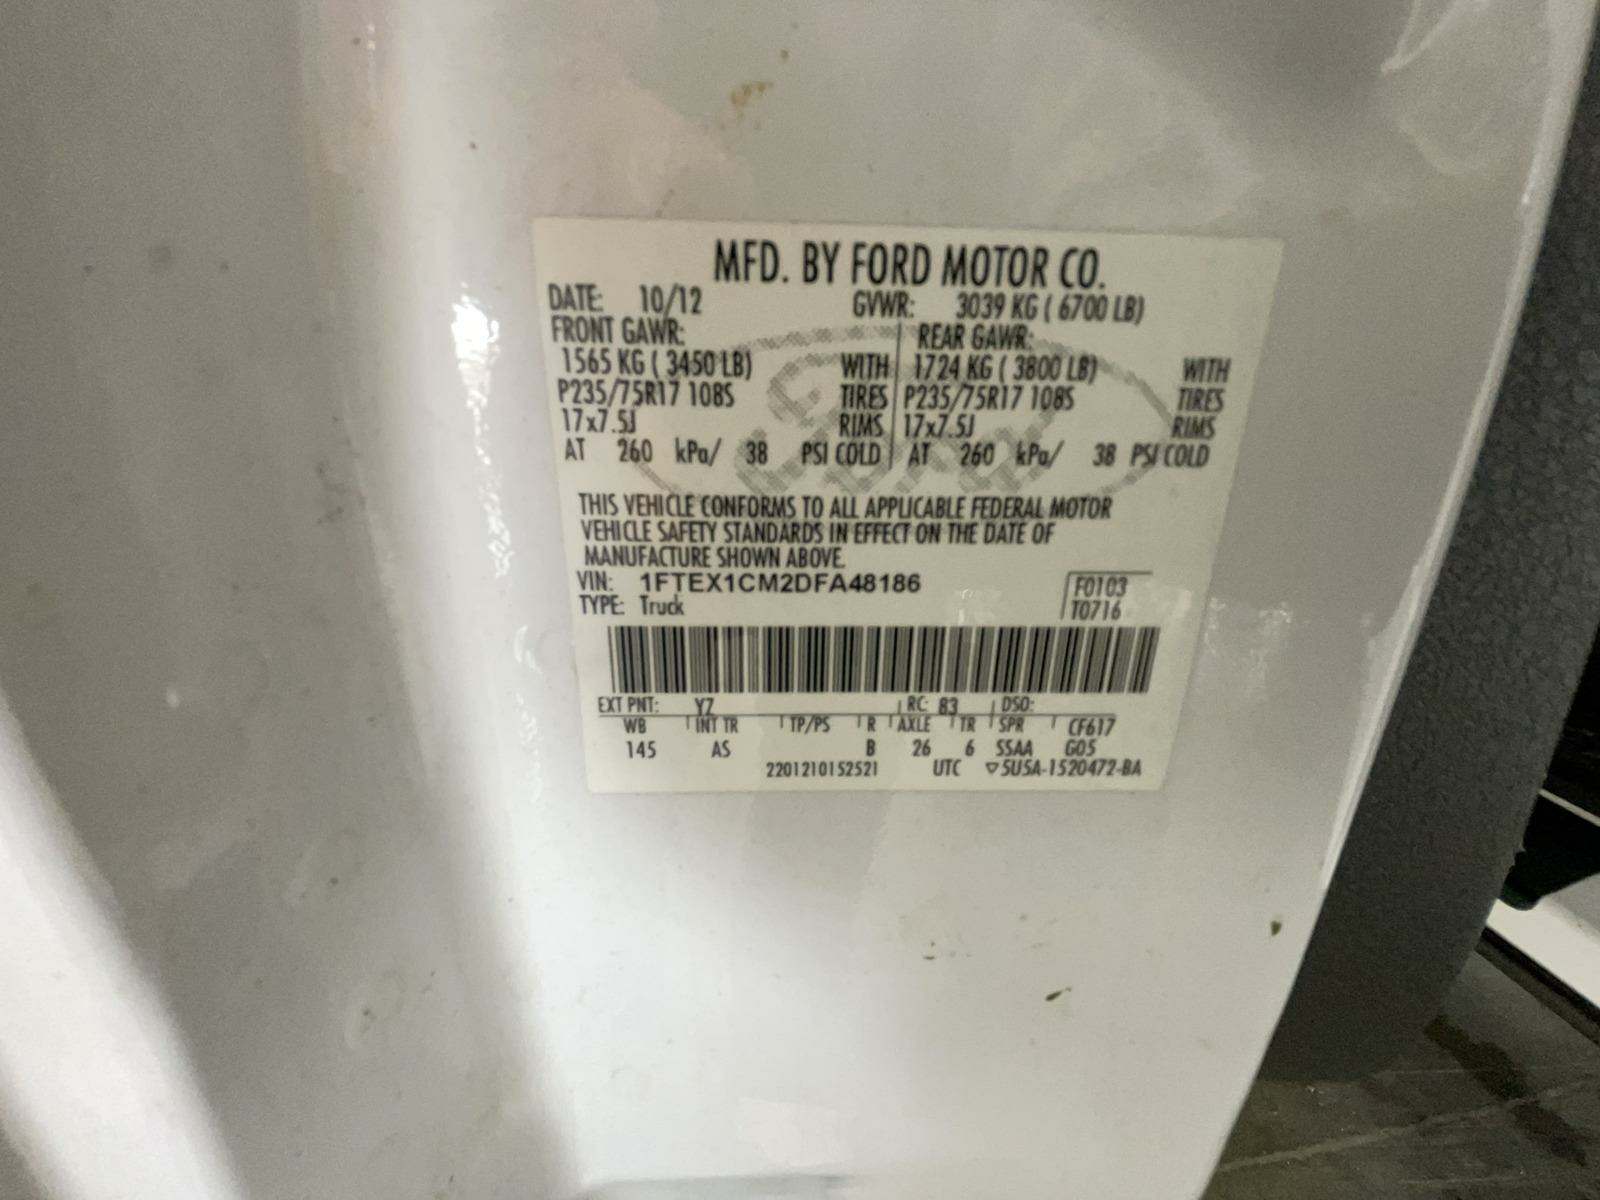 MFD. BY FORD MOTOR CO.
DATE: 10/12 GVWR: 3039 KG ( 6700 LB)
FRONT GAWR: REAR GAWR:
1565 KG ( 3450 LB) WITH 1724 KG ( 3800 LB) WITH
P235/75R17 108S TIRES P235/75R17 108S TIRES
17x7.5J RIMS 17x7.5J RIMS
AT 260 kPa/ 38 PSI COLD AT 260 kPa/ 38 PSI COLD
THIS VEHICLE CONFORMS TO ALL APPLICABLE FEDERAL MOTOR
VEHICLE SAFETY STANDARDS IN EFFECT ON THE DATE OF
MANUFACTURE SHOWN ABOVE.
VIN: 1FTEX1CM2DFA48186 F0103
TYPE: Truck T0716
EXT PNT: YZ RC: 83 DSO:
WB INT TR TP/PS R AXLE TR SPR CF617
145 AS B 26 6 SSAA G05
2201210152521 UTC ▽5U5A-1520472-BA